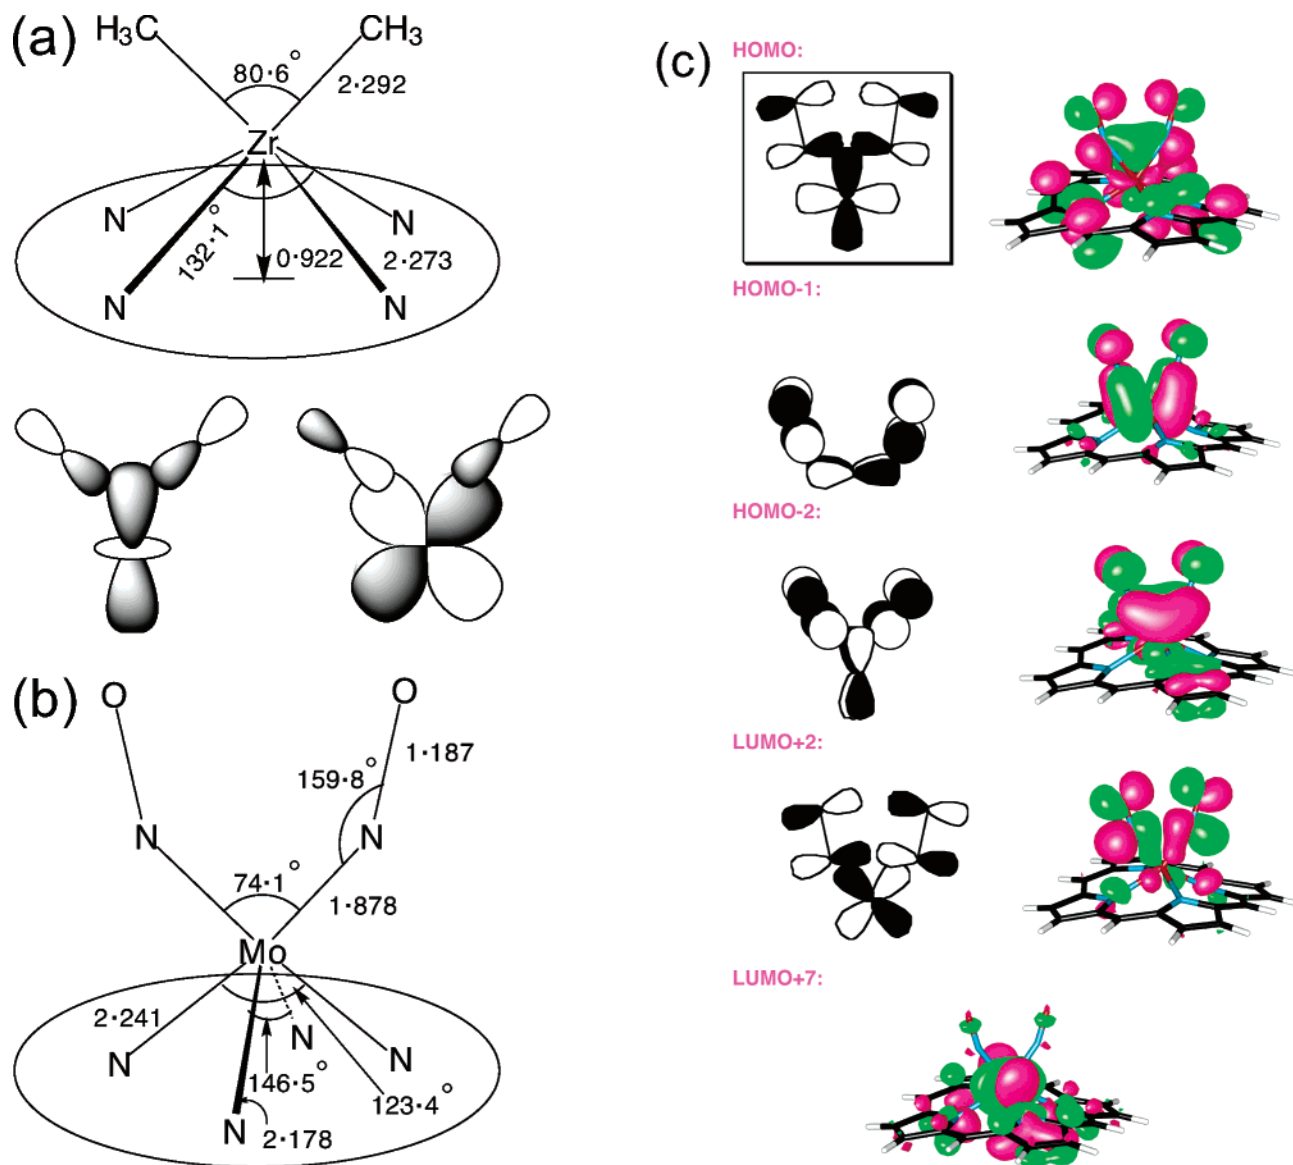 (a)
H₃C
CH₃
80·6°
2·292
Zr
N
N
132·1°
0·922
2·273
N
N
(b)
O
O
1·187
159·8°
N
N
74·1°
1·878
Mo
2·241
N
N
N
146·5°
123·4°
N
2·178
(c)
HOMO:
HOMO-1:
HOMO-2:
LUMO+2:
LUMO+7: